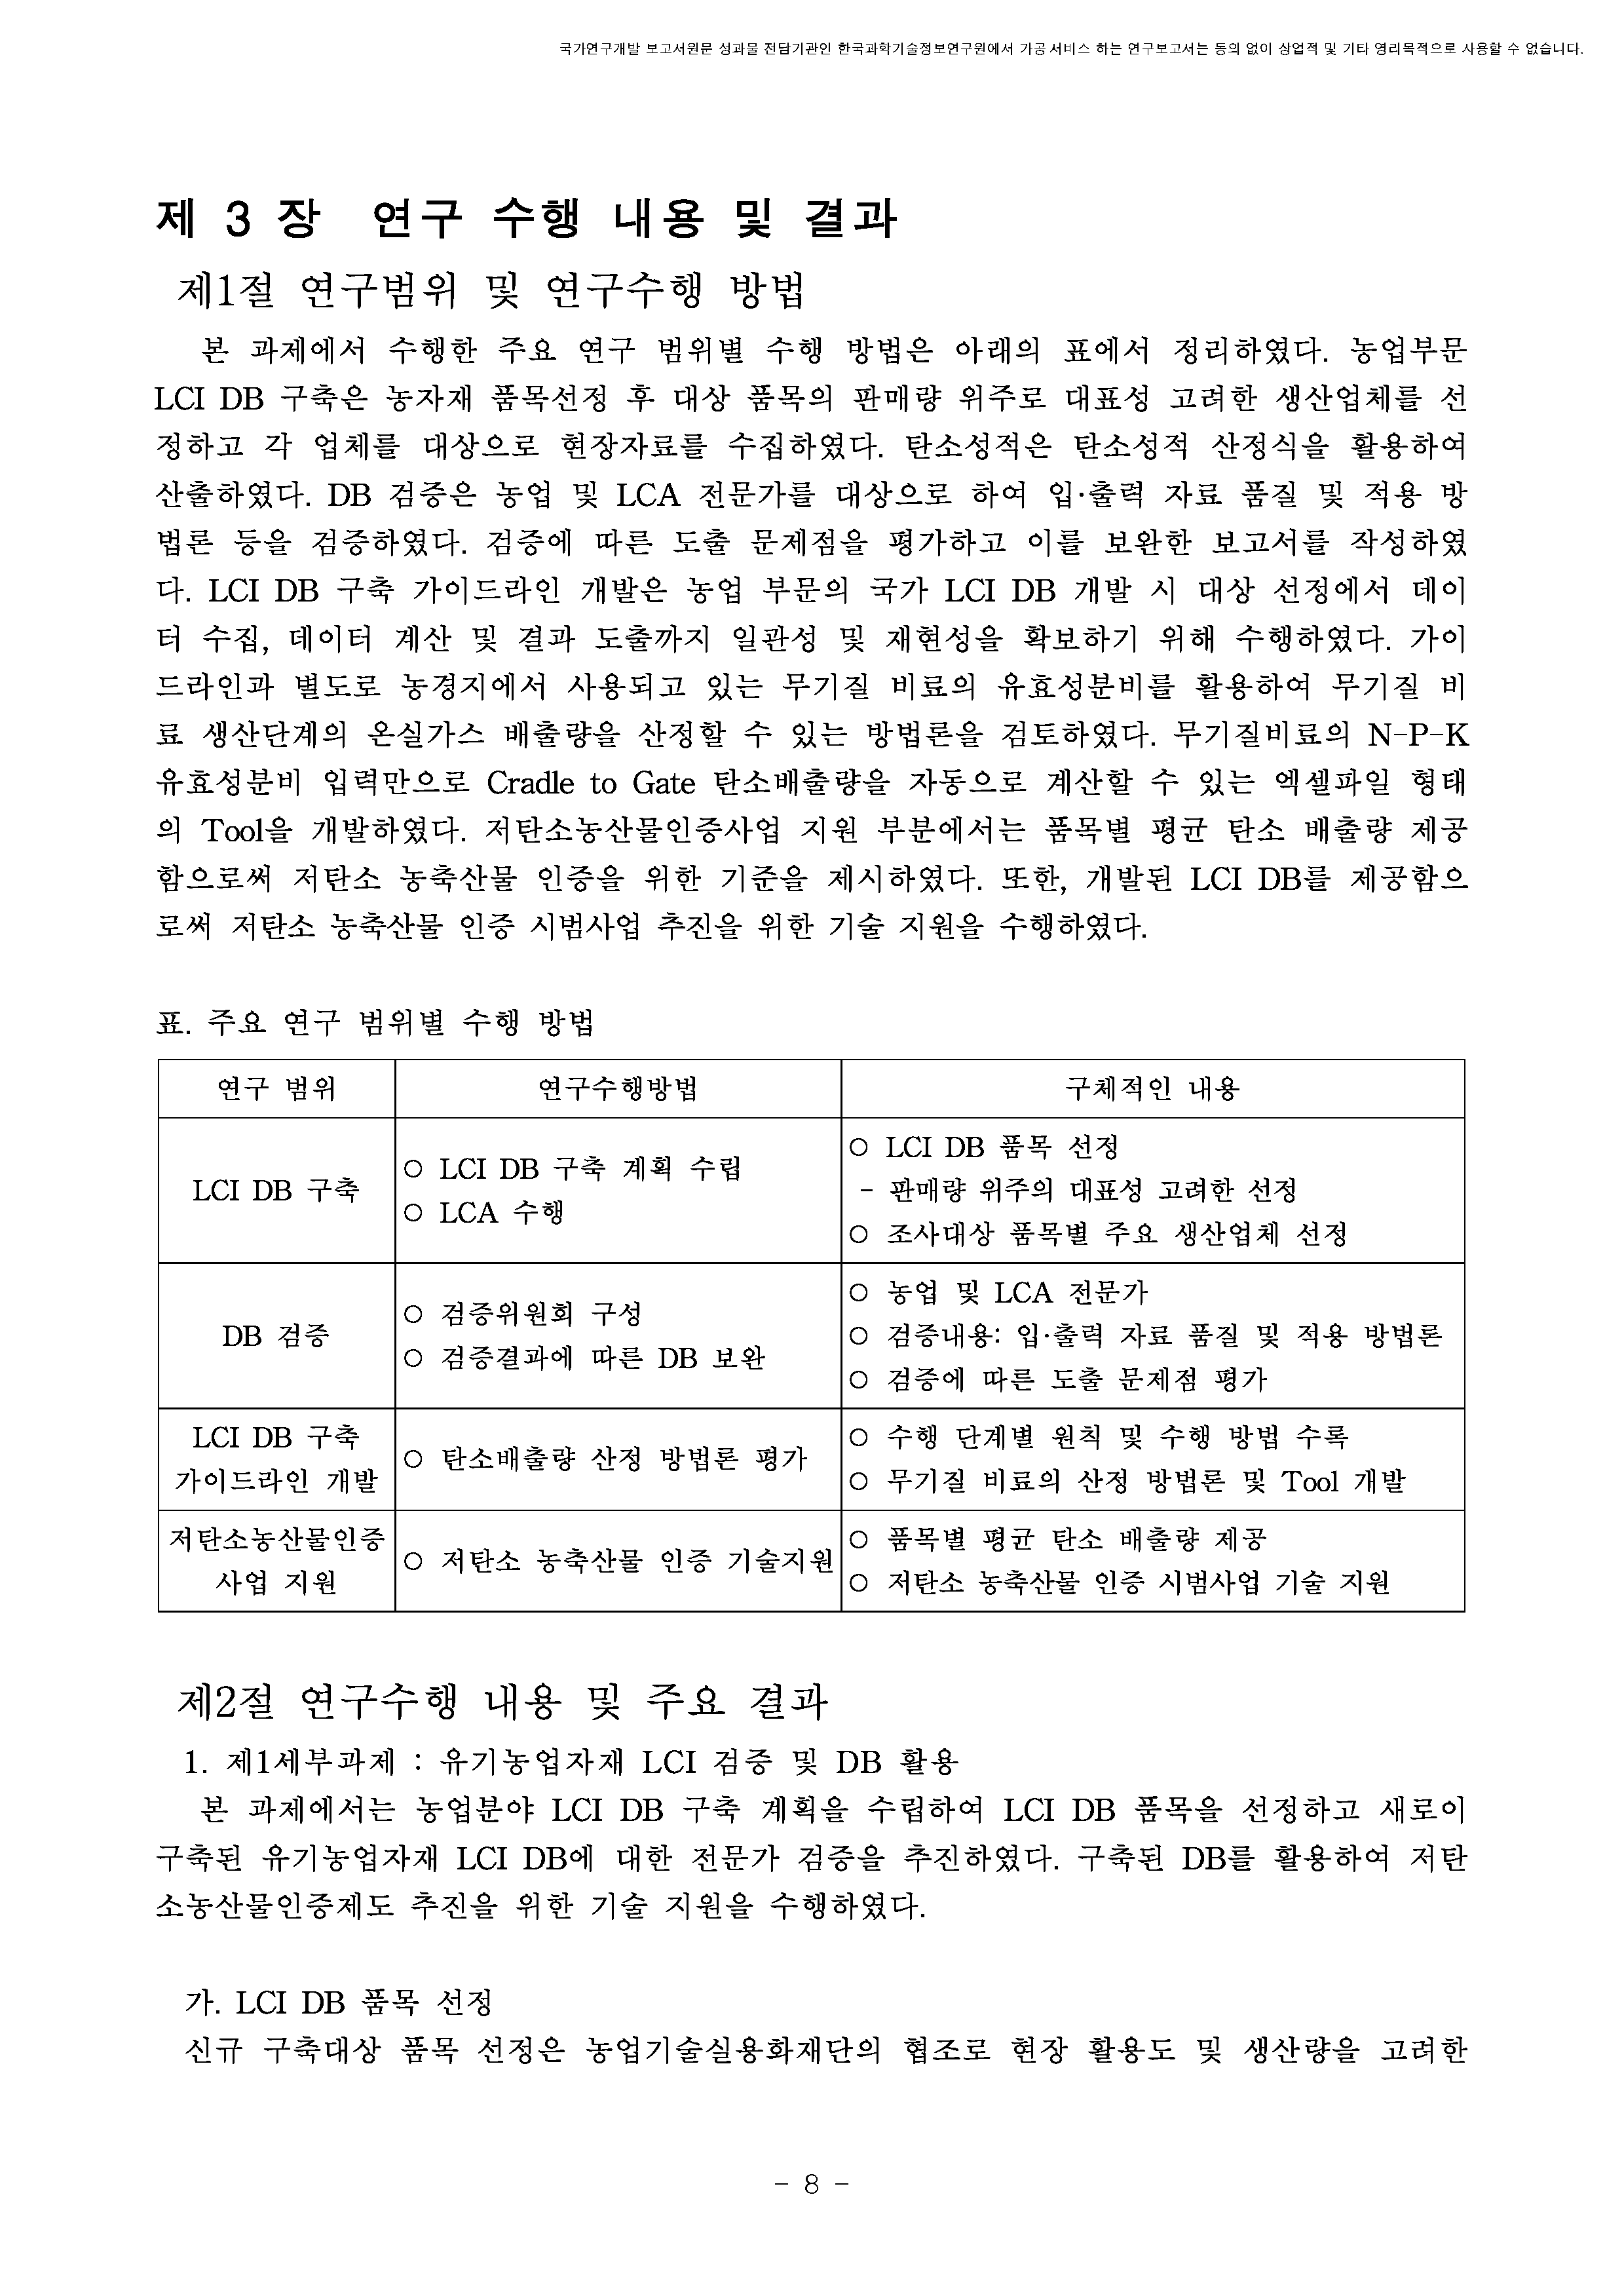 국가연구개발 보고서원문 성과물 전담기관인 한국과학기술정보연구원에서 가공·서비스 하는 연구보고서는 동의 없이 상업적 및 기타 영리목적으로 사용할 수 없습니다.
제 3 장 연구 수행 내용 및 결과
제1절 연구범위 및 연구수행 방법
본 과제에서 수행한 주요 연구 범위별 수행 방법은 아래의 표에서 정리하였다. 농업부문
LCI DB 구축은 농자재 품목선정 후 대상 품목의 판매량 위주로 대표성 고려한 생산업체를 선
정하고 각 업체를 대상으로 현장자료를 수집하였다. 탄소성적은 탄소성적 산정식을 활용하여
산출하였다. DB 검증은 농업 및 LCA 전문가를 대상으로 하여 입·출력 자료 품질 및 적용 방
법론 등을 검증하였다. 검증에 따른 도출 문제점을 평가하고 이를 보완한 보고서를 작성하였
다. LCI DB 구축 가이드라인 개발은 농업 부문의 국가 LCI DB 개발 시 대상 선정에서 데이
터 수집, 데이터 계산 및 결과 도출까지 일관성 및 재현성을 확보하기 위해 수행하였다. 가이
드라인과 별도로 농경지에서 사용되고 있는 무기질 비료의 유효성분비를 활용하여 무기질 비
료 생산단계의 온실가스 배출량을 산정할 수 있는 방법론을 검토하였다. 무기질비료의 N-P-K
유효성분비 입력만으로 Cradle to Gate 탄소배출량을 자동으로 계산할 수 있는 엑셀파일 형태
의 Tool을 개발하였다. 저탄소농산물인증사업 지원 부분에서는 품목별 평균 탄소 배출량 제공
함으로써 저탄소 농축산물 인증을 위한 기준을 제시하였다. 또한, 개발된 LCI DB를 제공함으
로써 저탄소 농축산물 인증 시범사업 추진을 위한 기술 지원을 수행하였다.
표. 주요 연구 범위별 수행 방법
연구 범위 연구수행방법 구체적인 내용
LCI DB 구축
○ LCI DB 구축 계획 수립
○ LCA 수행
○ LCI DB 품목 선정
- 판매량 위주의 대표성 고려한 선정
○ 조사대상 품목별 주요 생산업체 선정
DB 검증
○ 검증위원회 구성
○ 검증결과에 따른 DB 보완
○ 농업 및 LCA 전문가
○ 검증내용: 입·출력 자료 품질 및 적용 방법론
○ 검증에 따른 도출 문제점 평가
LCI DB 구축
가이드라인 개발
○ 탄소배출량 산정 방법론 평가
○ 수행 단계별 원칙 및 수행 방법 수록
○ 무기질 비료의 산정 방법론 및 Tool 개발
저탄소농산물인증
사업 지원
○ 저탄소 농축산물 인증 기술지원
○ 품목별 평균 탄소 배출량 제공
○ 저탄소 농축산물 인증 시범사업 기술 지원
제2절 연구수행 내용 및 주요 결과
1. 제1세부과제 : 유기농업자재 LCI 검증 및 DB 활용
본 과제에서는 농업분야 LCI DB 구축 계획을 수립하여 LCI DB 품목을 선정하고 새로이
구축된 유기농업자재 LCI DB에 대한 전문가 검증을 추진하였다. 구축된 DB를 활용하여 저탄
소농산물인증제도 추진을 위한 기술 지원을 수행하였다.
가. LCI DB 품목 선정
신규 구축대상 품목 선정은 농업기술실용화재단의 협조로 현장 활용도 및 생산량을 고려한
- 8 -